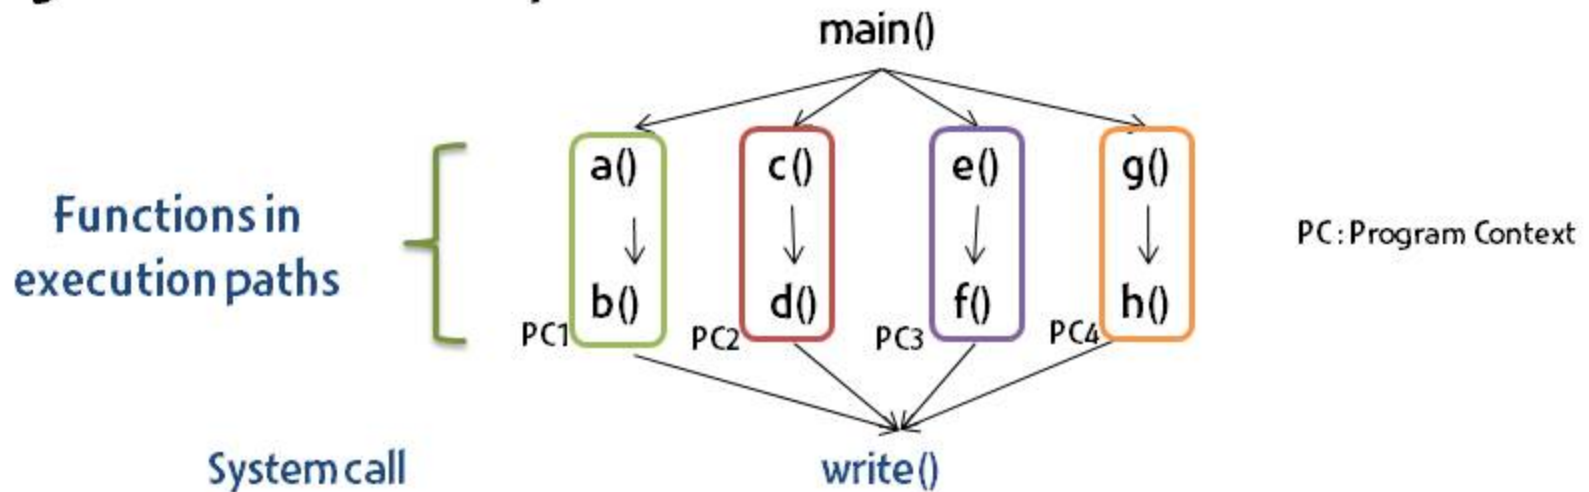 main()
a()
c()
e()
g()
Functions in
execution paths
PC: Program Context
b()
d()
f()
h()
PC1
PC2
PC3
PC4
System call
write()